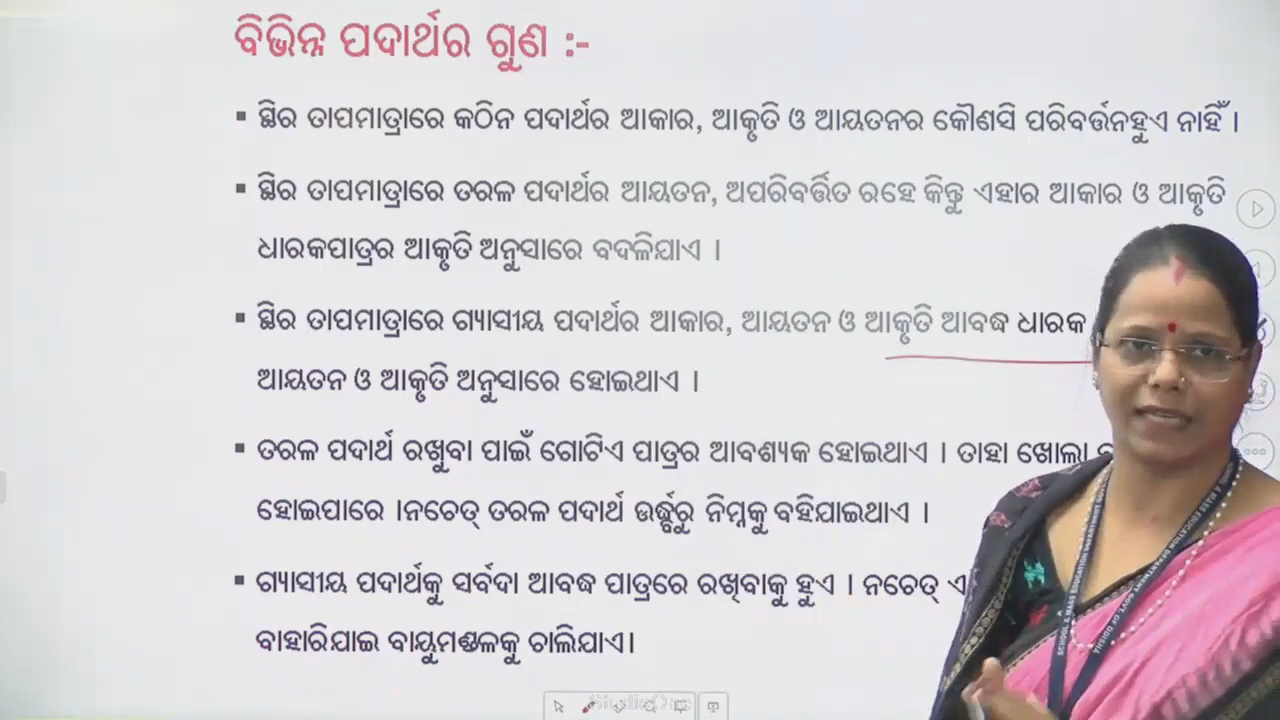 ବିଭିନ୍ନ ପଦାର୍ଥର ଗୁଣ :-
▪ ସ୍ଥିର ତାପମାତ୍ରାରେ କଠିନ ପଦାର୍ଥର ଆକାର, ଆକୃତି ଓ ଆୟତନର କୌଣସି ପରିବର୍ତ୍ତନହୁଏ ନାହିଁ ।
▪ ସ୍ଥିର ତାପମାତ୍ରାରେ ତରଳ ପଦାର୍ଥର ଆୟତନ, ଅପରିବର୍ତ୍ତିତ ରହେ କିନ୍ତୁ ଏହାର ଆକାର ଓ ଆକୃତି
ଧାରକପାତ୍ରର ଆକୃତି ଅନୁସାରେ ବଦଳିଯାଏ ।
▪ ସ୍ଥିର ତାପମାତ୍ରାରେ ଗ୍ୟାସୀୟ ପଦାର୍ଥର ଆକାର, ଆୟତନ ଓ ଆକୃତି ଆବଦ୍ଧ ଧାରକ
ଆୟତନ ଓ ଆକୃତି ଅନୁସାରେ ହୋଇଥାଏ ।
▪ ତରଳ ପଦାର୍ଥ ରଖୁବା ପାଇଁ ଗୋଟିଏ ପାତ୍ରର ଆବଶ୍ୟକ ହୋଇଥାଏ । ତାହା ଖୋଲା
ହୋଇପାରେ ।ନଚେତ୍ ତରଳ ପଦାର୍ଥ ଉର୍ଦ୍ଧ୍ବରୁ ନିମ୍ନକୁ ବହିଯାଇଥାଏ ।
▪ ଗ୍ୟାସୀୟ ପଦାର୍ଥକୁ ସର୍ବଦା ଆବଦ୍ଧ ପାତ୍ରରେ ରଖିବାକୁ ହୁଏ । ନଚେତ୍
ବାହାରିଯାଇ ବାୟୁମଣ୍ଡଳକୁ ଚାଲିଯାଏ।